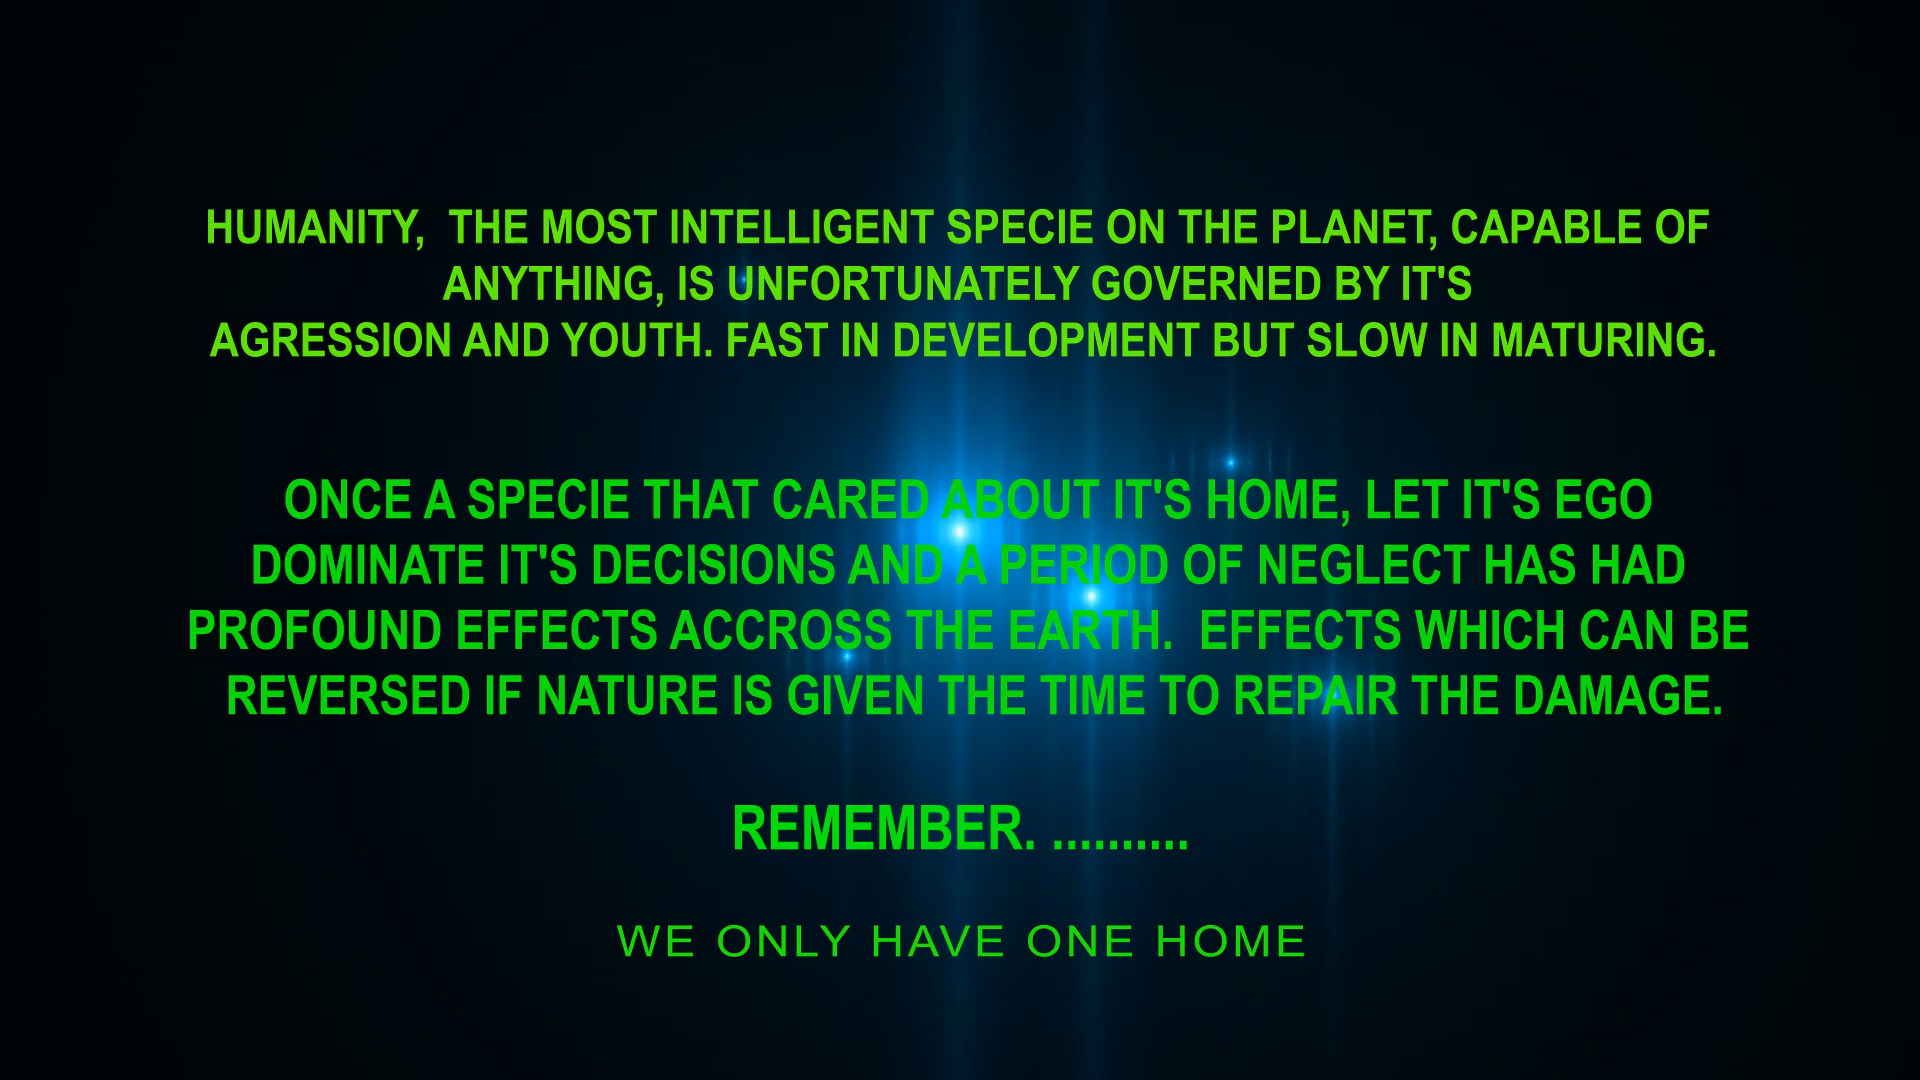 HUMANITY,  THE MOST INTELLIGENT SPECIE ON THE PLANET, CAPABLE OF
ANYTHING, IS UNFORTUNATELY GOVERNED BY IT'S
AGRESSION AND YOUTH. FAST IN DEVELOPMENT BUT SLOW IN MATURING.
ONCE A SPECIE THAT CARED ABOUT IT'S HOME, LET IT'S EGO
DOMINATE IT'S DECISIONS AND A PERIOD OF NEGLECT HAS HAD
PROFOUND EFFECTS ACCROSS THE EARTH.  EFFECTS WHICH CAN BE
REVERSED IF NATURE IS GIVEN THE TIME TO REPAIR THE DAMAGE.
REMEMBER. ..........
WE ONLY HAVE ONE HOME